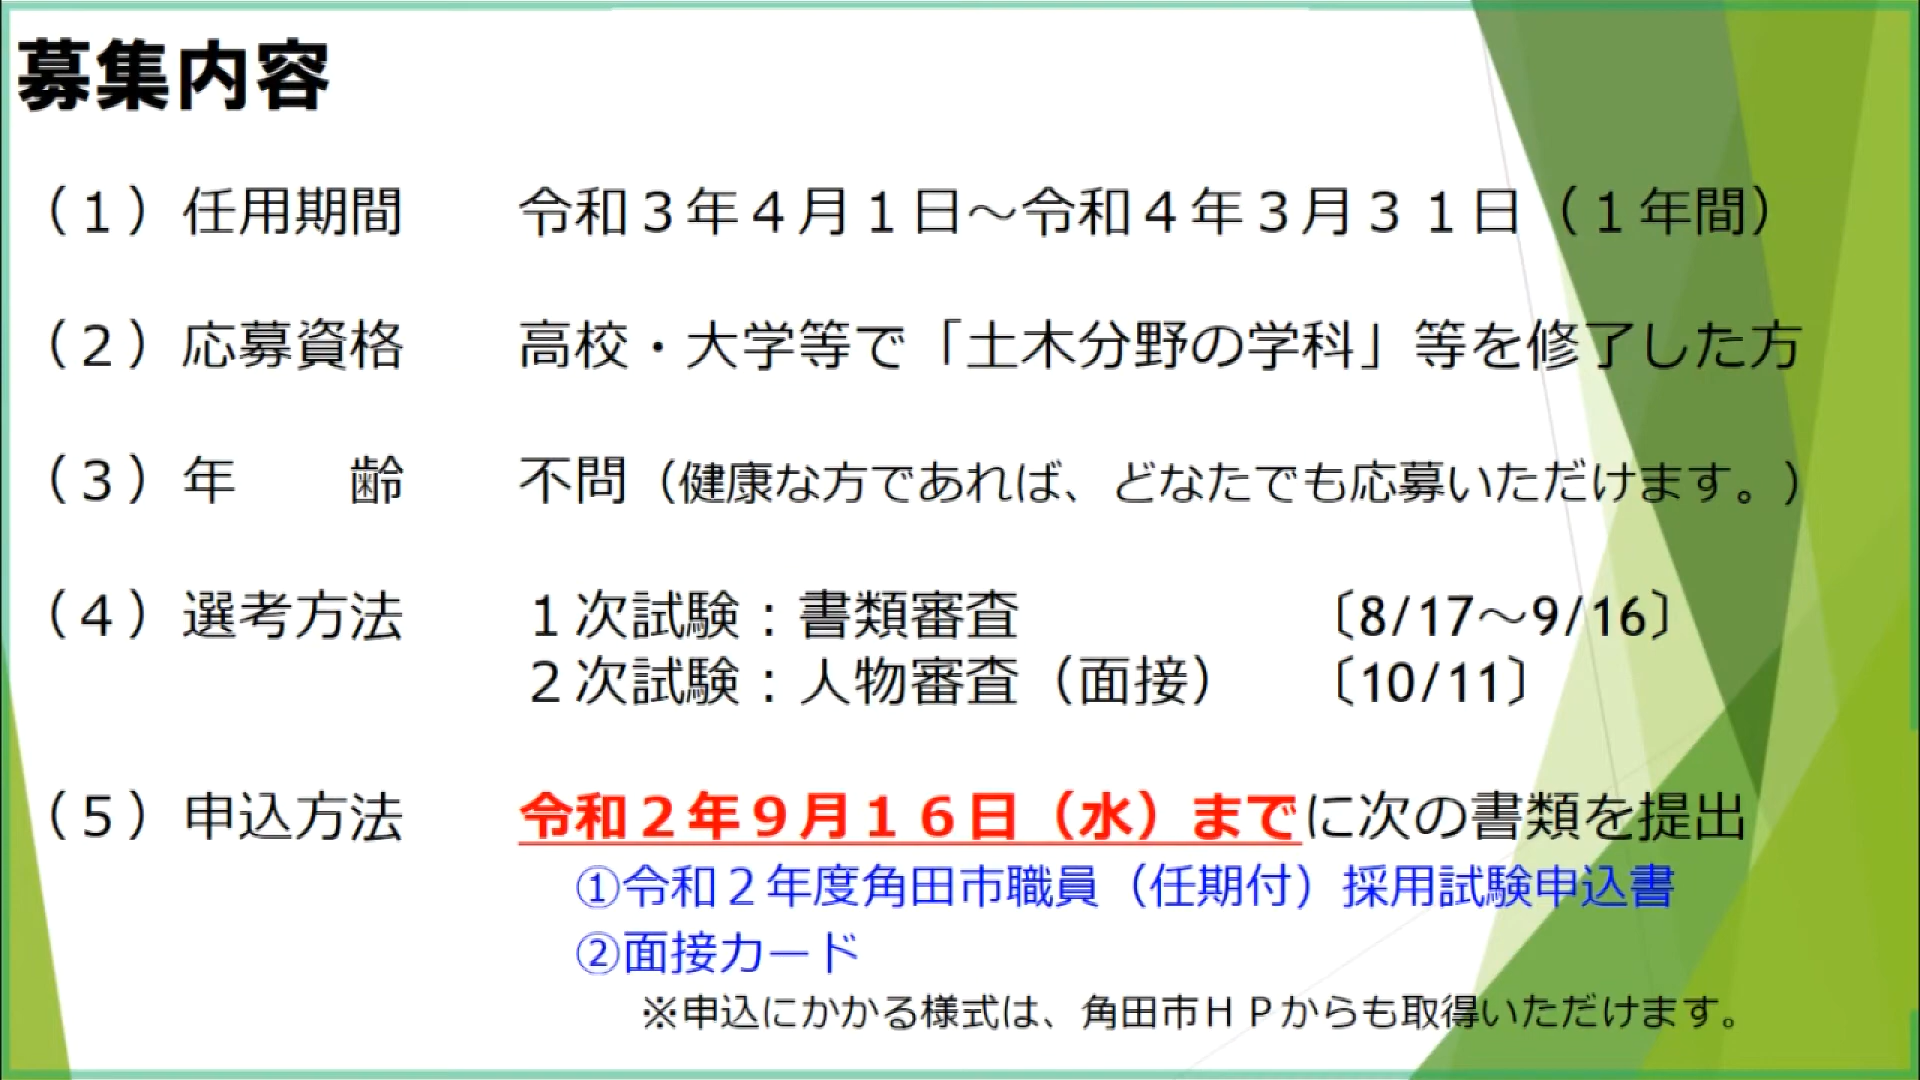 募集内容
（１）任用期間　　令和３年４月１日～令和４年３月３１日（１年間）
（２）応募資格　　高校・大学等で「土木分野の学科」等を修了した方
（３）年　　齢　　不問（健康な方であれば、どなたでも応募いただけます。）
（４）選考方法　　１次試験：書類審査　　〔8/17～9/16〕
２次試験：人物審査（面接）　　〔10/11〕
（５）申込方法　　令和２年９月１６日（水）までに次の書類を提出
①令和２年度角田市職員（任期付）採用試験申込書
②面接カード
※申込にかかる様式は、角田市ＨＰからも取得いただけます。